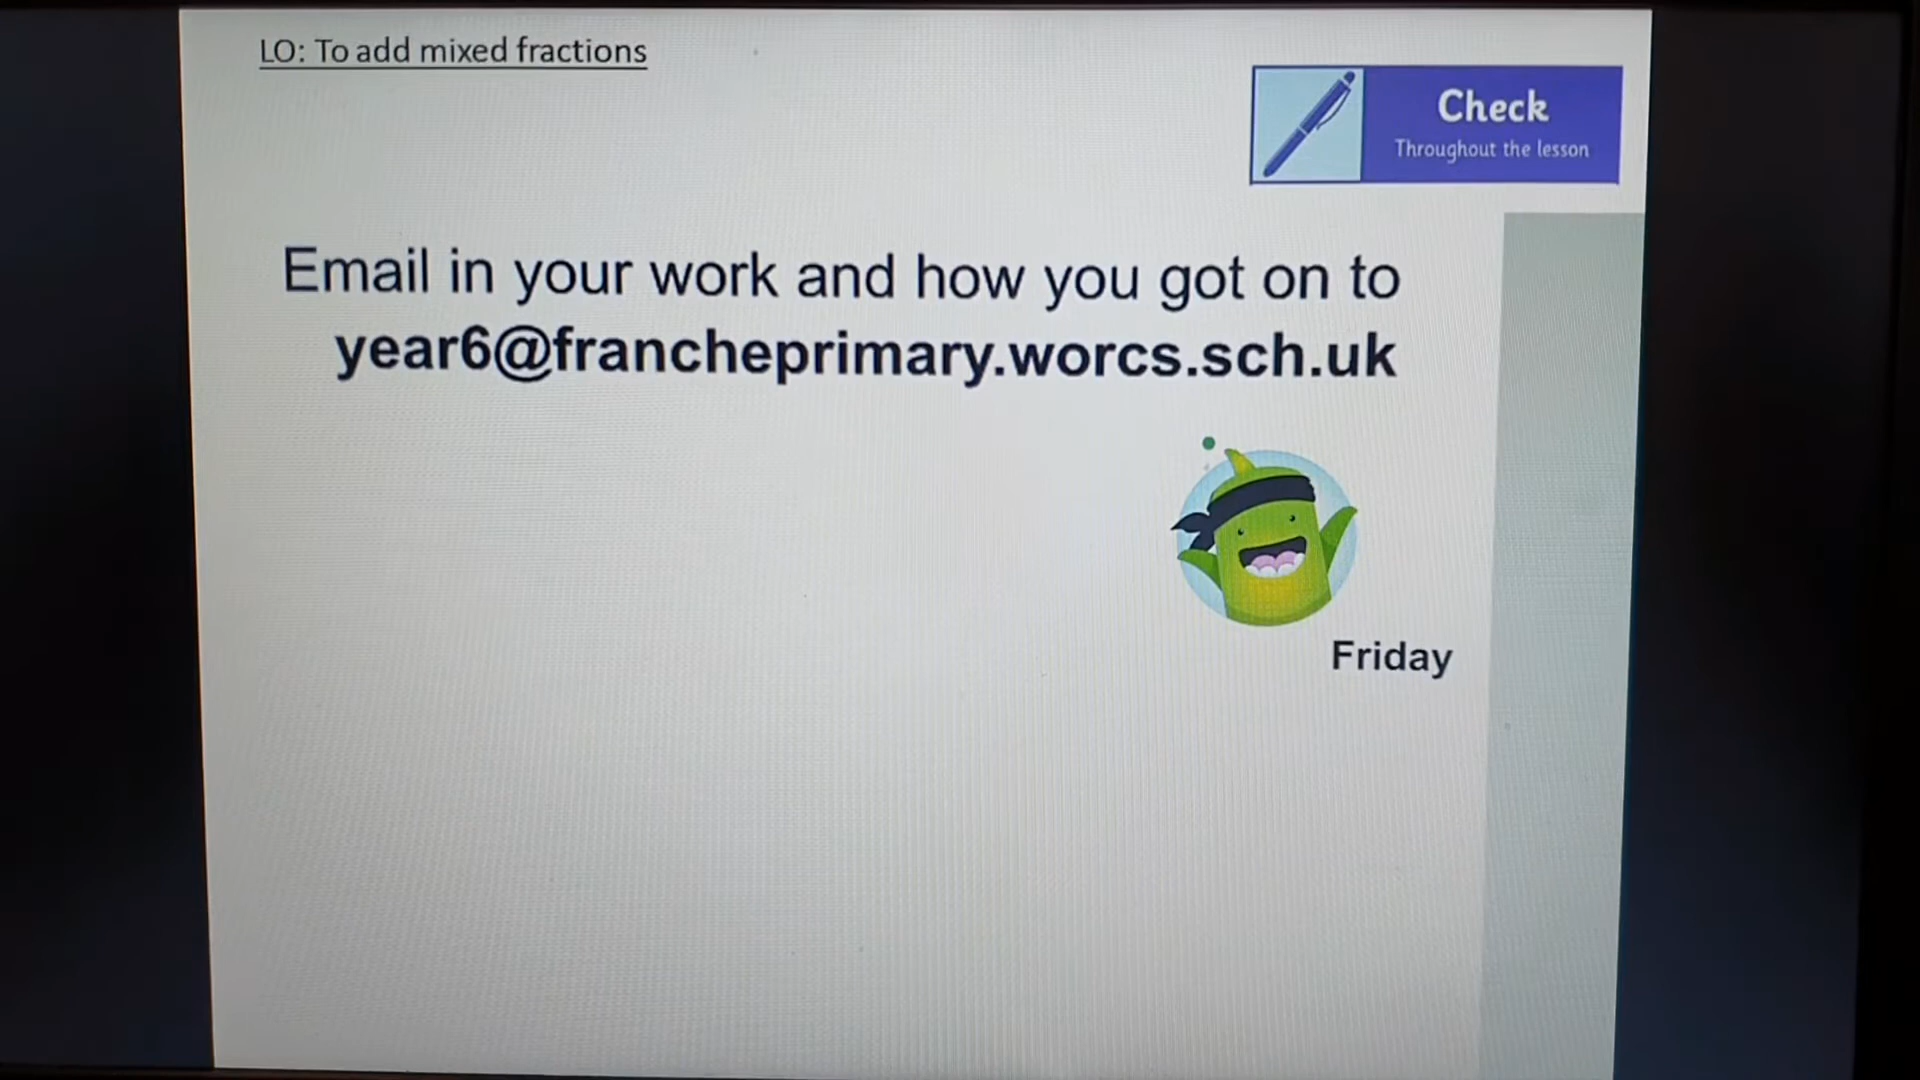 LO: To add mixed fractions
Check
Throughout the lesson
Email in your work and how you got on to
year6@francheprimary.worcs.sch.uk
Friday